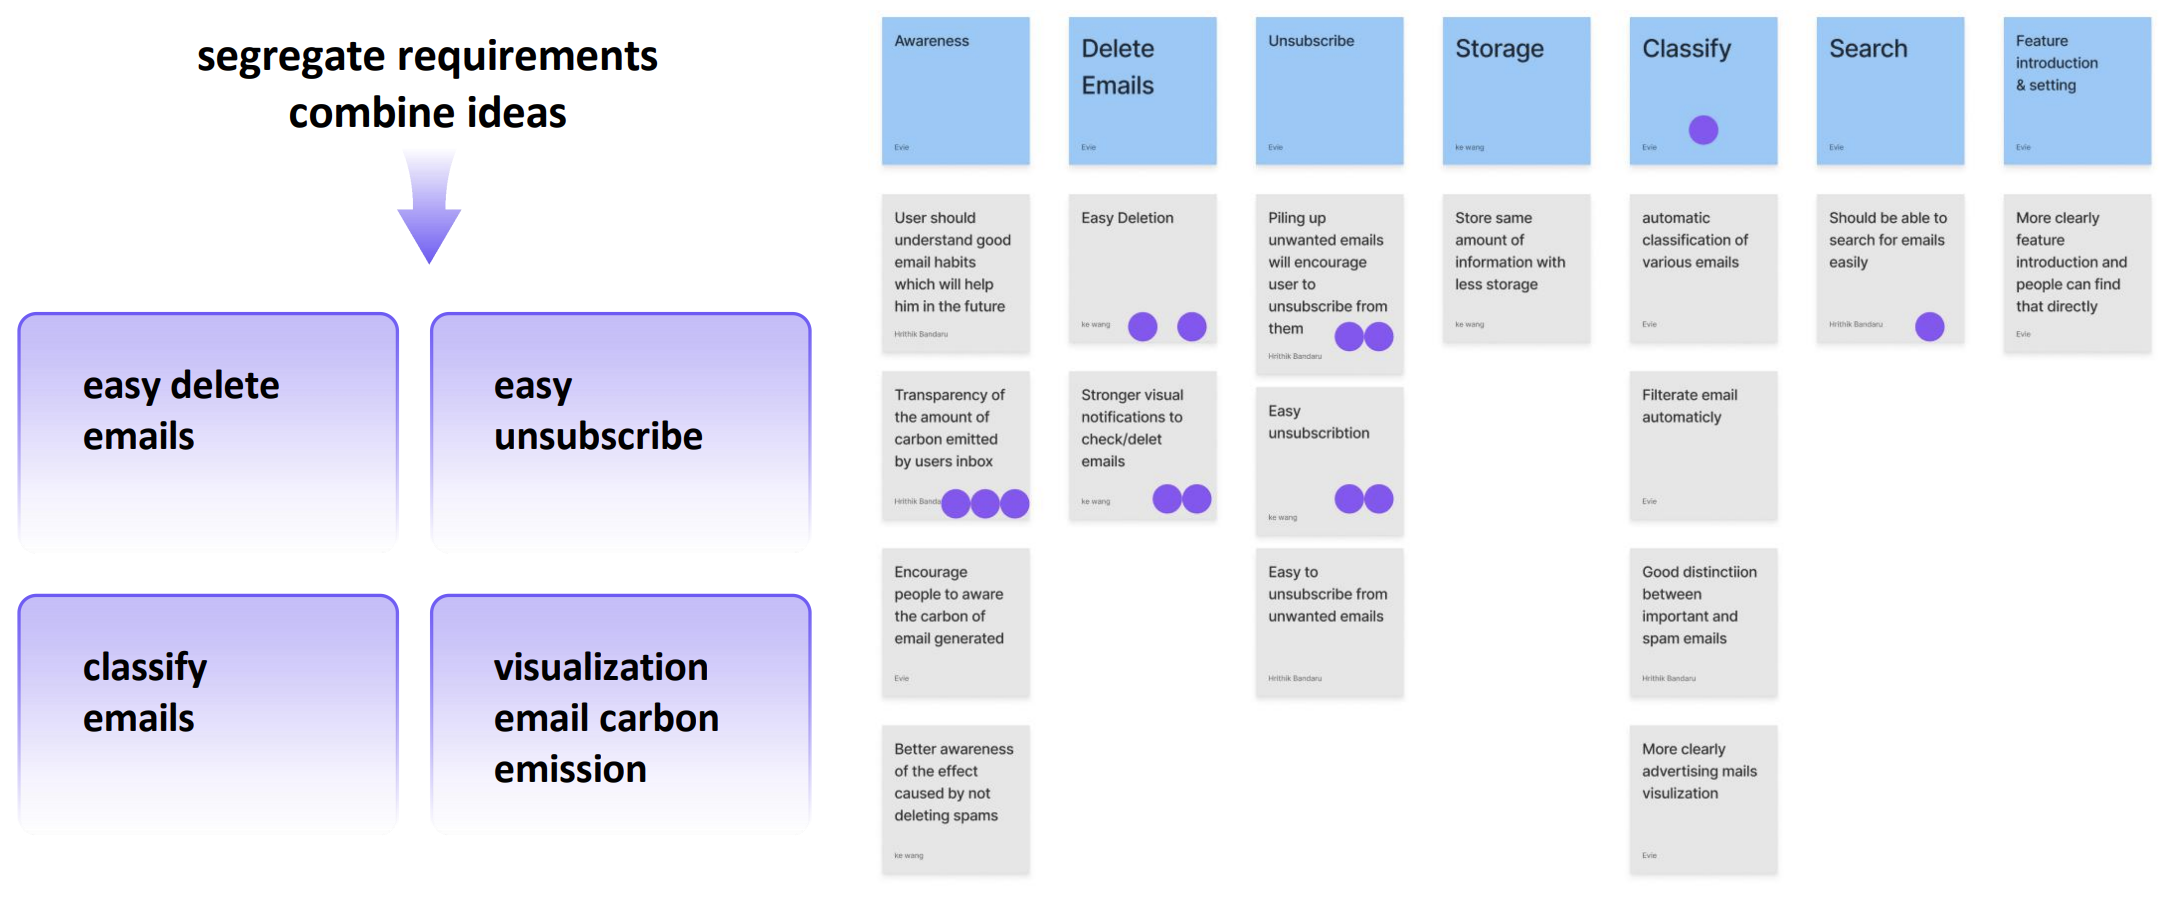 segregate requirements
combine ideas
easy delete
emails
easy
unsubscribe
classify
emails
visualization
email carbon
emission
Awareness
Evie
User should
understand good
email habits
which will help
him in the future
Hrithik Bandaru
Transparency of
the amount of
carbon emitted
by users inbox
Hrithik Banda
Encourage
people to aware
the carbon of
email generated
Evie
Better awareness
of the effect
caused by not
deleting spams
ke wang
Delete
Emails
Evie
Easy Deletion
ke wang
Stronger visual
notifications to
check/delet
emails
ke wang
Unsubscribe
Evie
Piling up
unwanted emails
will encourage
user to
unsubscribe from
them
Hrithik Bandaru
Easy
unsubscribtion
ke wang
Easy to
unsubscribe from
unwanted emails
Hrithik Bandaru
Storage
ke wang
Store same
amount of
information with
less storage
ke wang
Classify
Evie
automatic
classification of
various emails
Evie
Filterate email
automaticly
Evie
Good distinctiion
between
important and
spam emails
Hrithik Bandaru
More clearly
advertising mails
visulization
Evie
Search
Evie
Should be able to
search for emails
easily
Hrithik Bandaru
Feature
introduction
& setting
Evie
More clearly
feature
introduction and
people can find
that directly
Evie